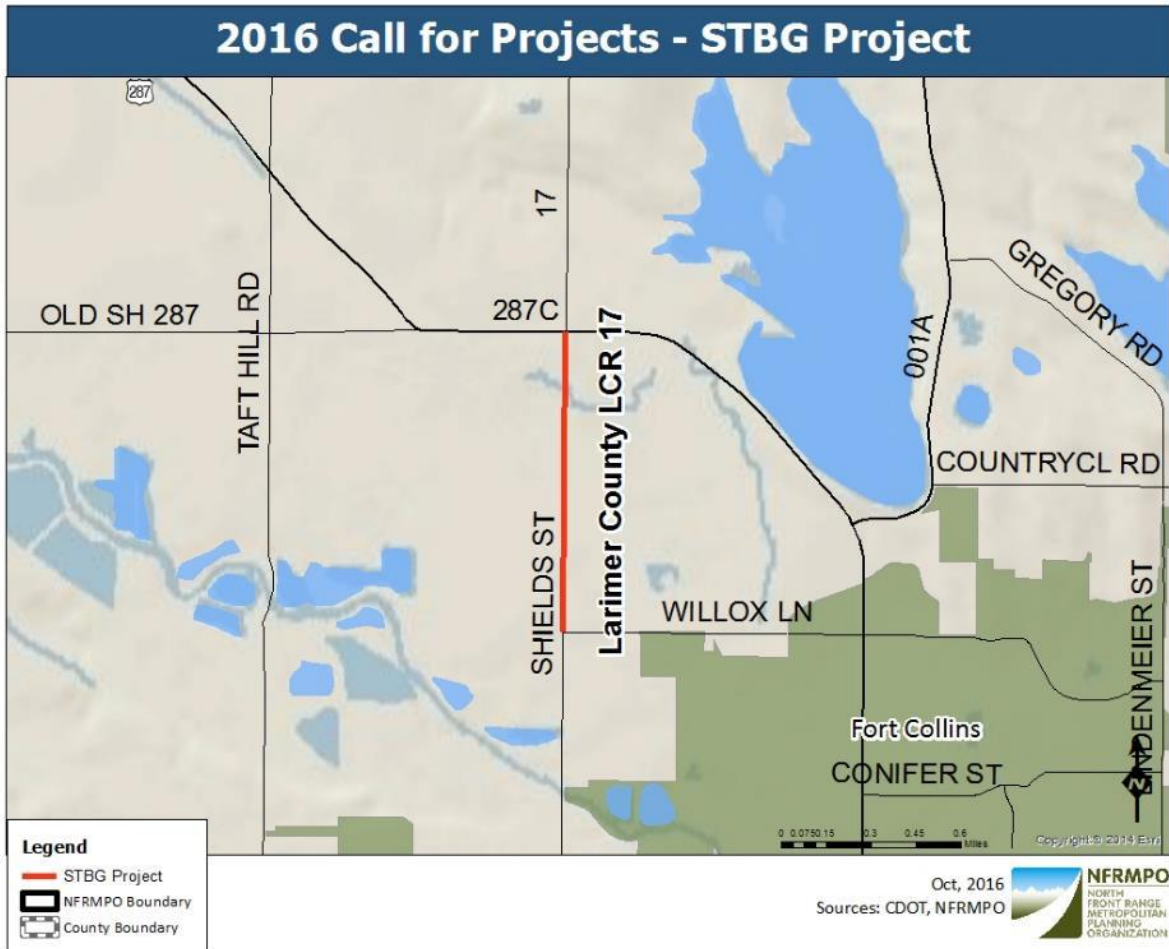 2016 Call for Projects - STBG Project
287
17
OLD SH 287
TAFT HILL RD
287C
Larimer County LCR 17
SHIELDS ST
001A
GREGORY RD
COUNTRYCL RD
WILLOX LN
LINDENMEIER ST
Fort Collins
CONIFER ST
N
0 0.075 0.15 0.3 0.45 0.6
Miles
Copyright:© 2014 Esri
Legend
STBG Project
NFRMPO Boundary
County Boundary
Oct, 2016
Sources: CDOT, NFRMPO
NFRMPO
NORTH
FRONT RANGE
METROPOLITAN
PLANNING
ORGANIZATION